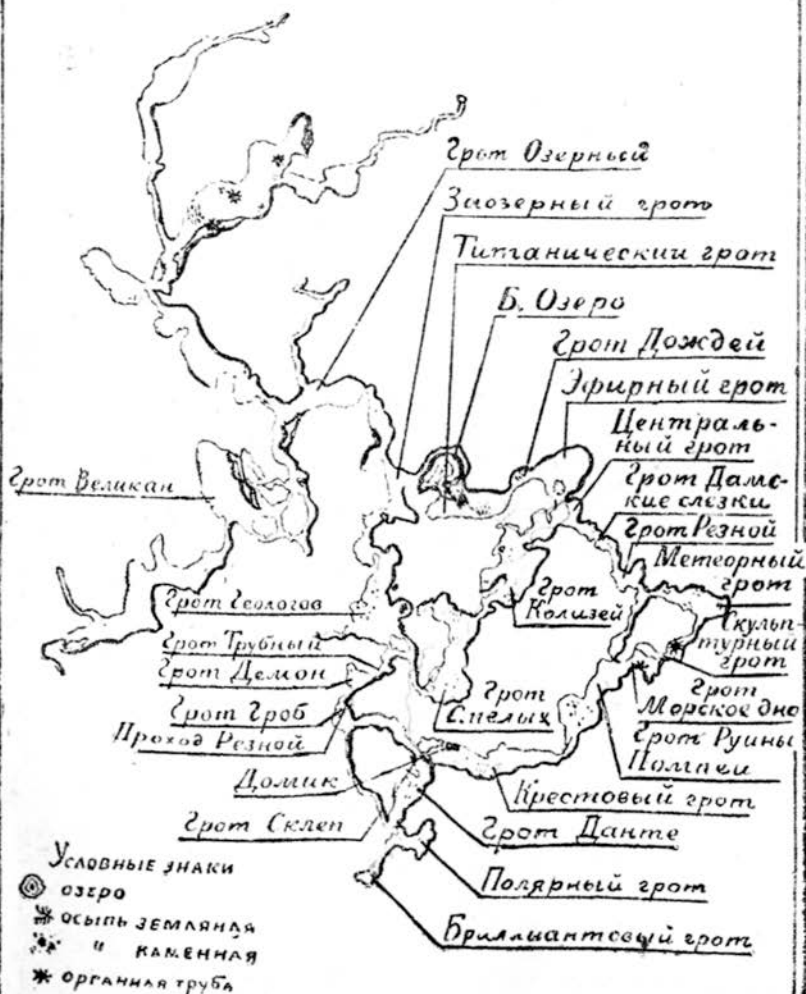 Грот Озерный
Заозерный грот
Титанический грот
Б. Озеро
Грот Дождей
Эфирный грот
Централь-
ный грот
Грот Великан
Грот Дамс-
кие слезки
Грот Резной
Метеорный
грот
Грот
Колизей
Грот Геологов
Скульп-
турный
грот
Грот Трубный
Грот Демон
Грот
Смелых
Грот
Морское дно
Грот Гроб
Проход Резной
Грот Руины
Помпеи
Домик
Крестовый грот
Грот Склеп
Грот Данте
Полярный грот
Бриллиантовый грот
Условные знаки
озеро
осыпь земляная
" каменная
органная труба